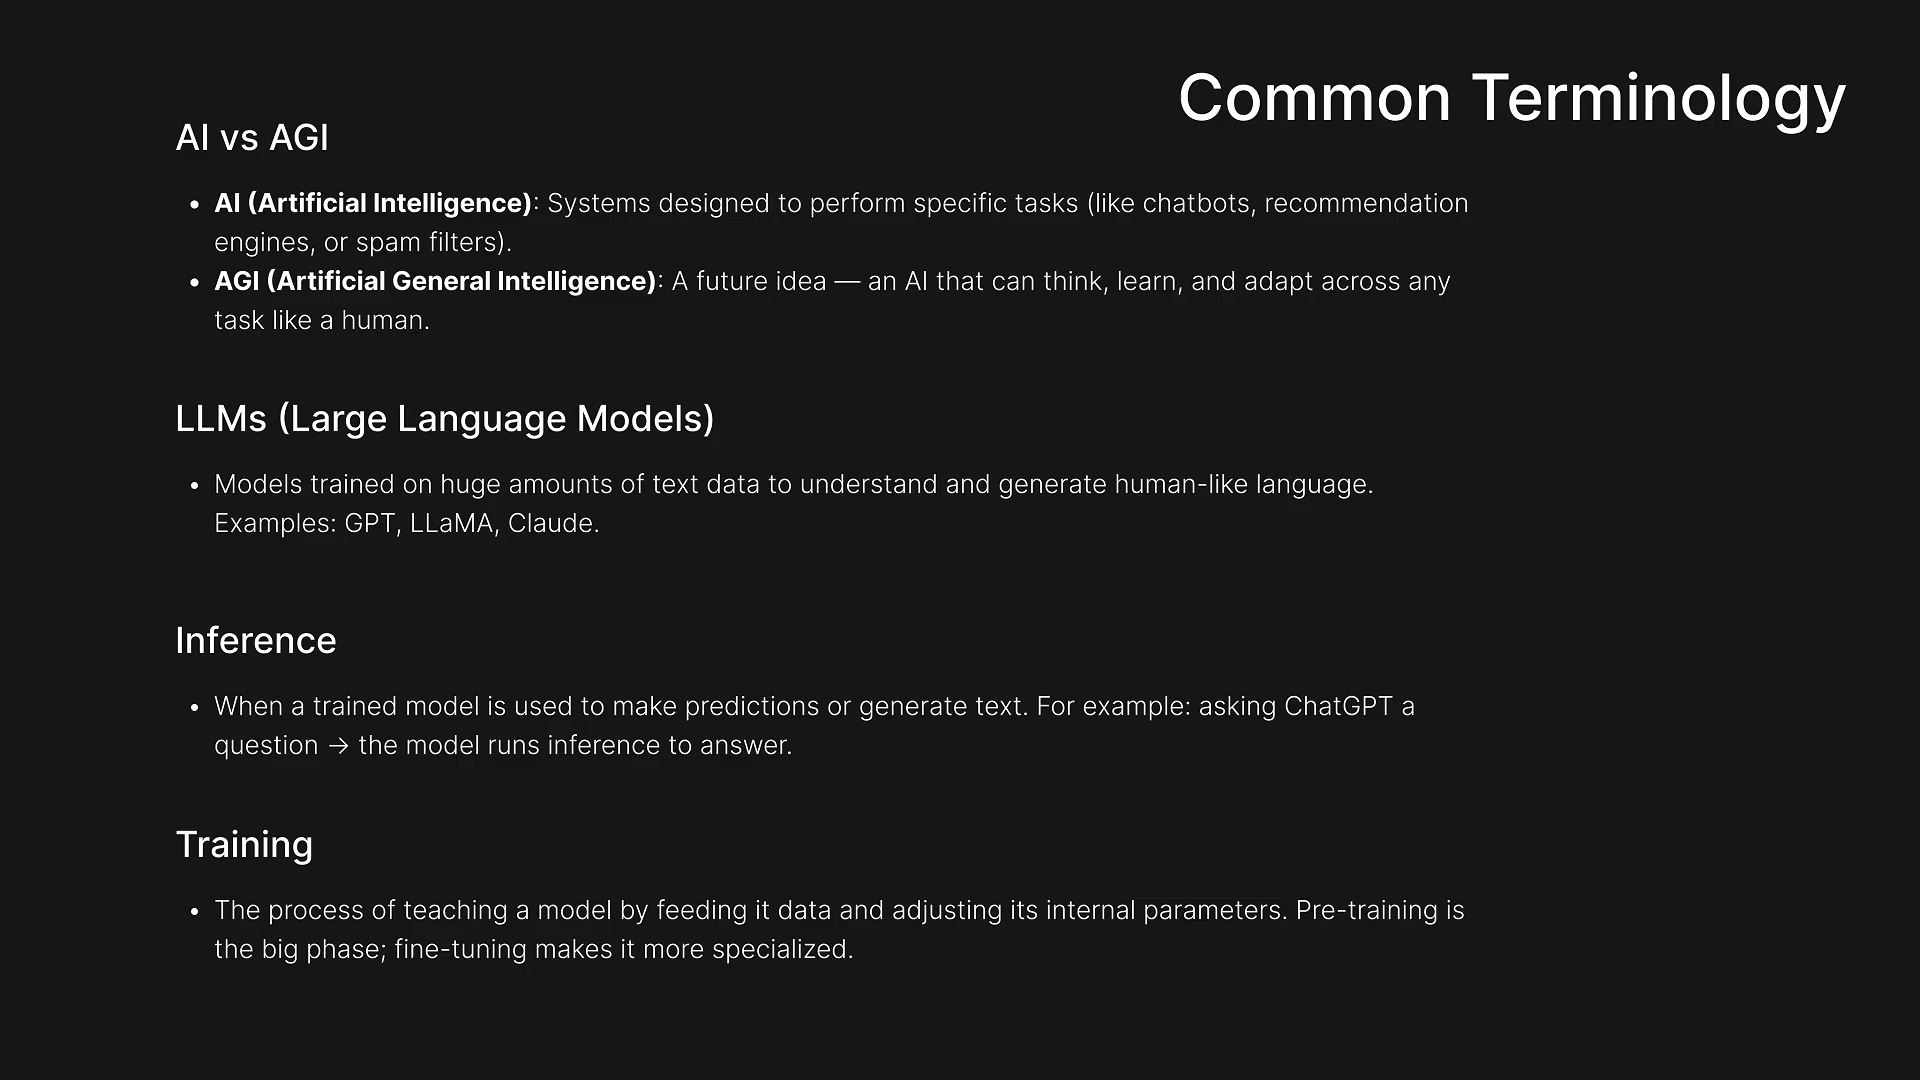 Common Terminology
AI vs AGI
• AI (Artificial Intelligence): Systems designed to perform specific tasks (like chatbots, recommendation
engines, or spam filters).
• AGI (Artificial General Intelligence): A future idea — an AI that can think, learn, and adapt across any
task like a human.
LLMs (Large Language Models)
• Models trained on huge amounts of text data to understand and generate human-like language.
Examples: GPT, LLaMA, Claude.
Inference
• When a trained model is used to make predictions or generate text. For example: asking ChatGPT a
question → the model runs inference to answer.
Training
• The process of teaching a model by feeding it data and adjusting its internal parameters. Pre-training is
the big phase; fine-tuning makes it more specialized.